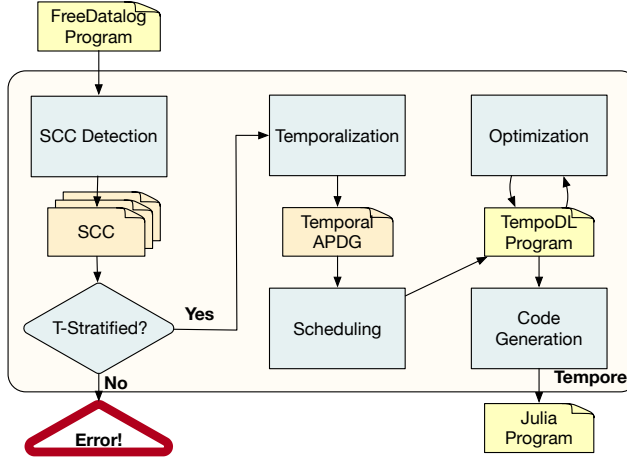 FreeDatalog
Program
SCC Detection
SCC
T-Stratified?
Yes
No
Error!
Temporalization
Temporal
APDG
Scheduling
Optimization
TempoDL
Program
Code
Generation
Tempore
Julia
Program